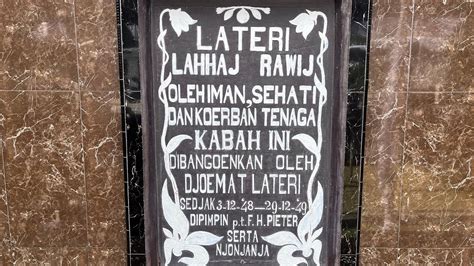 LATERI
LAHHAJ RAWIJ
OLEH IMAN, SEHATI
DAN KOERBAN TENAGA
KABAH INI
DIBANGOENKAN OLEH
DJOEMAT LATERI
SEDJAK 3-12-48-29-12-49
DIPIMPIN p.t. F. H. PIETER
SERTA
NJONJANJA